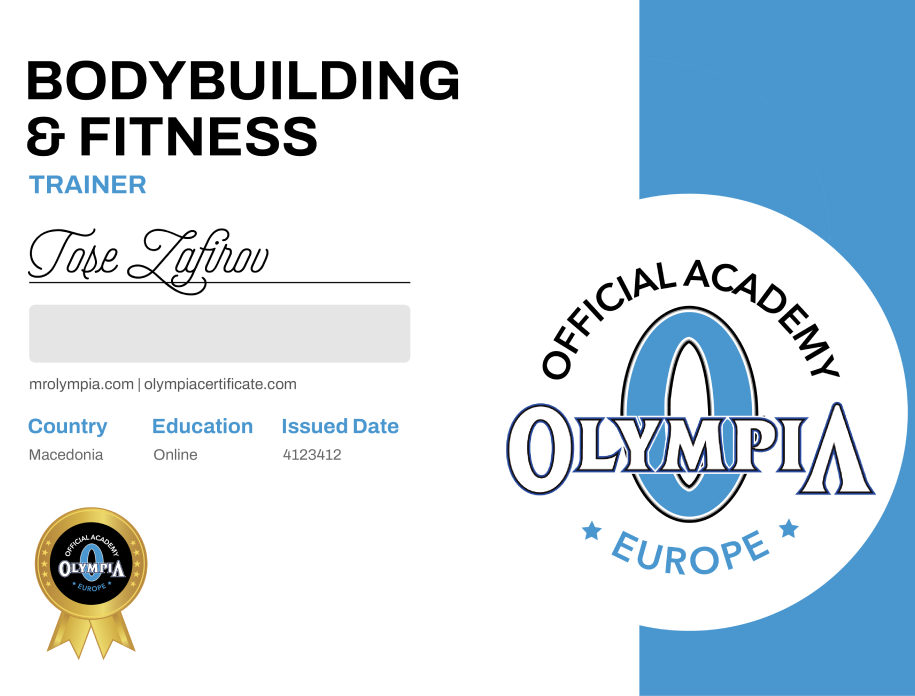 BODYBUILDING
& FITNESS
TRAINER
Tose Zafirov
mrolympia.com | olympiacertificate.com
Country Education Issued Date
Macedonia Online 4123412
OFFICIAL ACADEMY
OLYMPIA
EUROPE
OFFICIAL ACADEMY
OLYMPIA
EUROPE